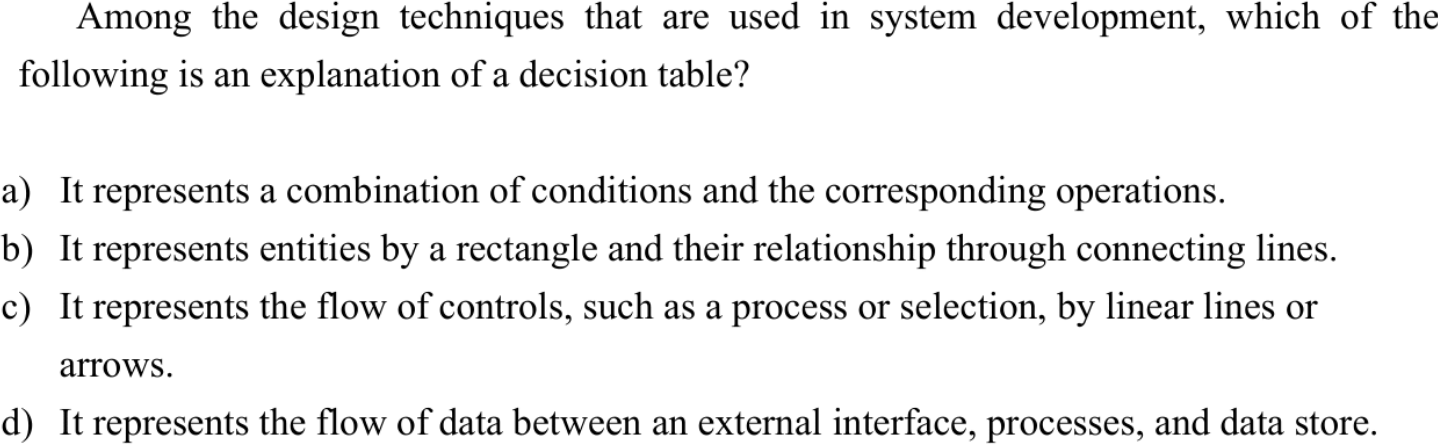 Among the design techniques that are used in system development, which of the
following is an explanation of a decision table?
a) It represents a combination of conditions and the corresponding operations.
b) It represents entities by a rectangle and their relationship through connecting lines.
c) It represents the flow of controls, such as a process or selection, by linear lines or
arrows.
d) It represents the flow of data between an external interface, processes, and data store.